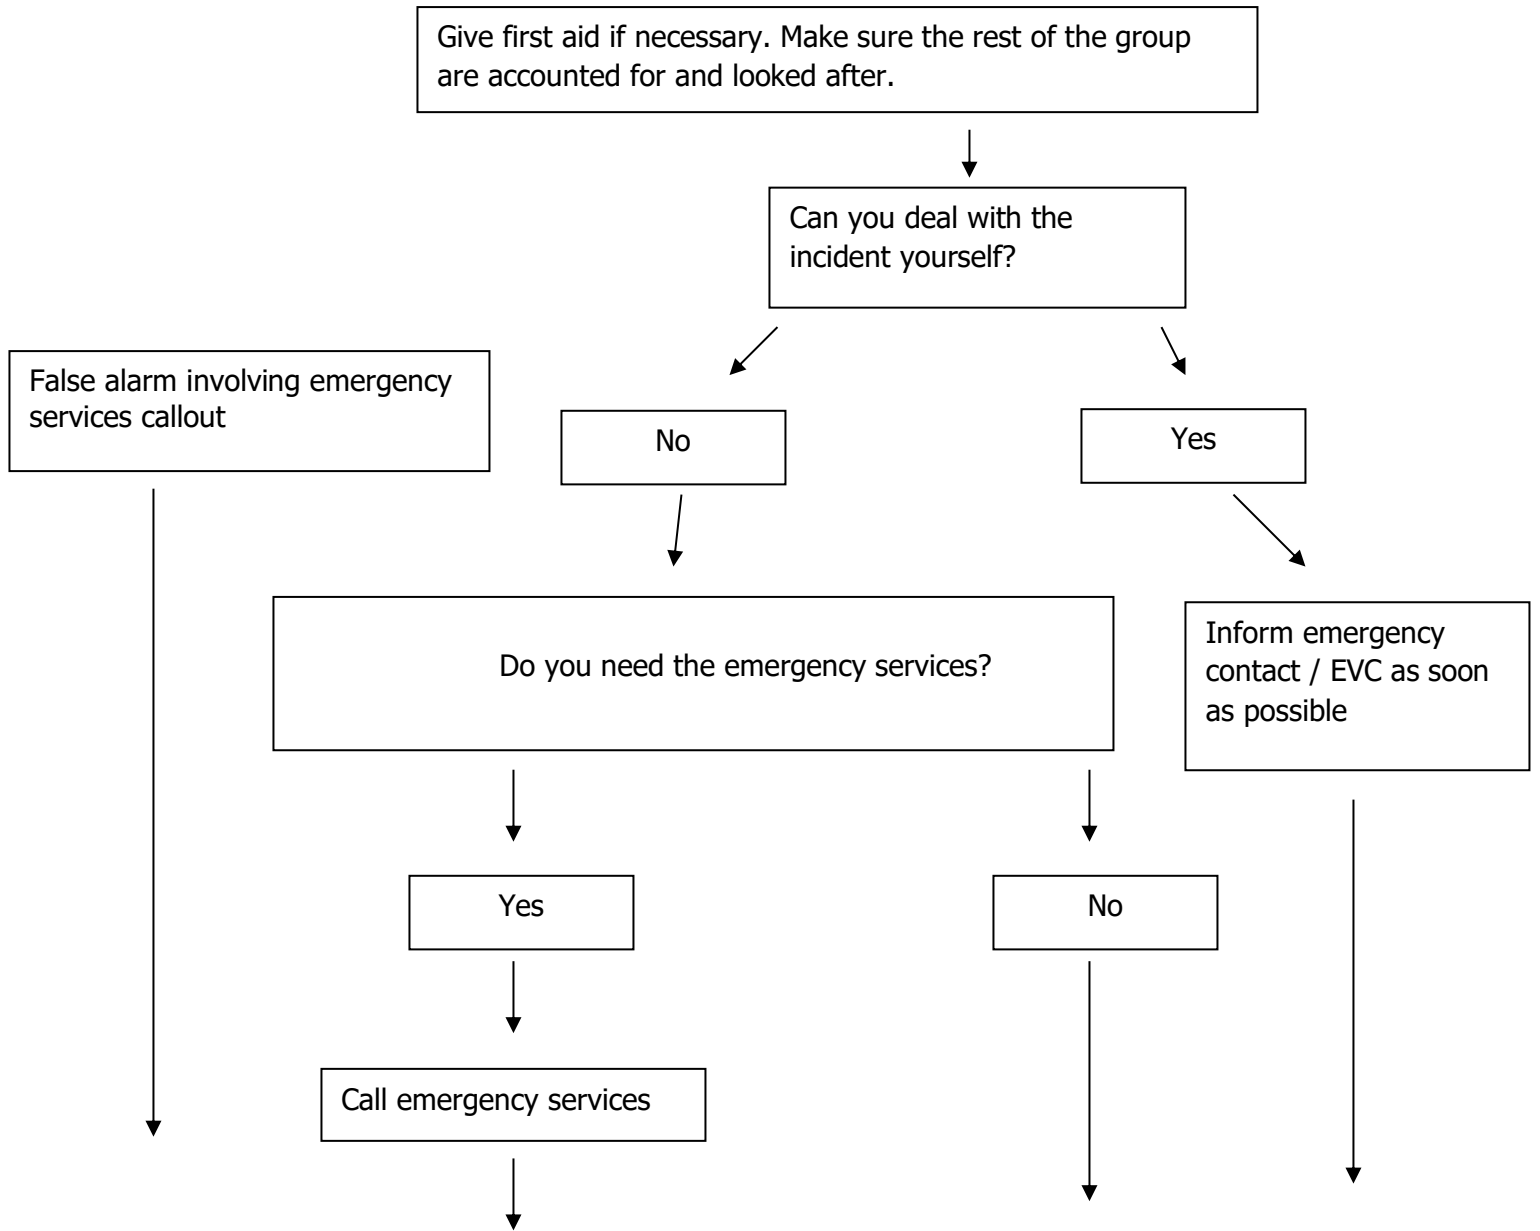 Give first aid if necessary. Make sure the rest of the group
are accounted for and looked after.
Can you deal with the
incident yourself?
False alarm involving emergency
services callout
No
Yes
Do you need the emergency services?
Inform emergency
contact / EVC as soon
as possible
Yes
No
Call emergency services